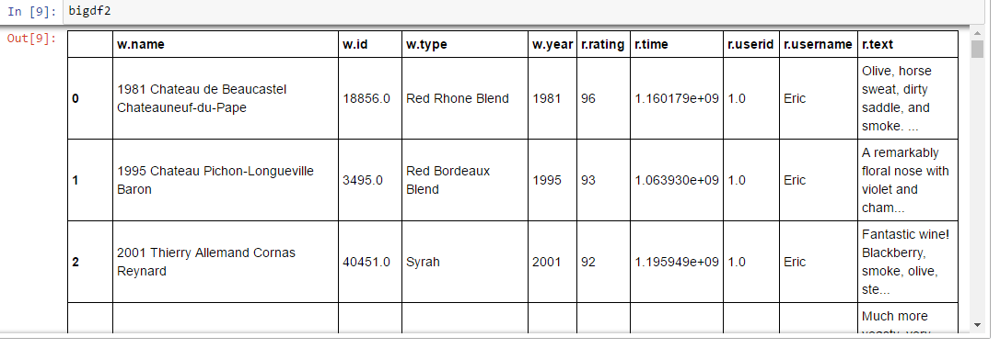 In [9]: bigdf2
Out[9]:
w.name w.id w.type w.year r.rating r.time r.userid r.username r.text
0 1981 Chateau de Beaucastel Chateauneuf-du-Pape 18856.0 Red Rhone Blend 1981 96 1.160179e+09 1.0 Eric Olive, horse sweat, dirty saddle, and smoke. ...
1 1995 Chateau Pichon-Longueville Baron 3495.0 Red Bordeaux Blend 1995 93 1.063930e+09 1.0 Eric A remarkably floral nose with violet and cham...
2 2001 Thierry Allemand Cornas Reynard 40451.0 Syrah 2001 92 1.195949e+09 1.0 Eric Fantastic wine! Blackberry, smoke, olive, ste...
Much more